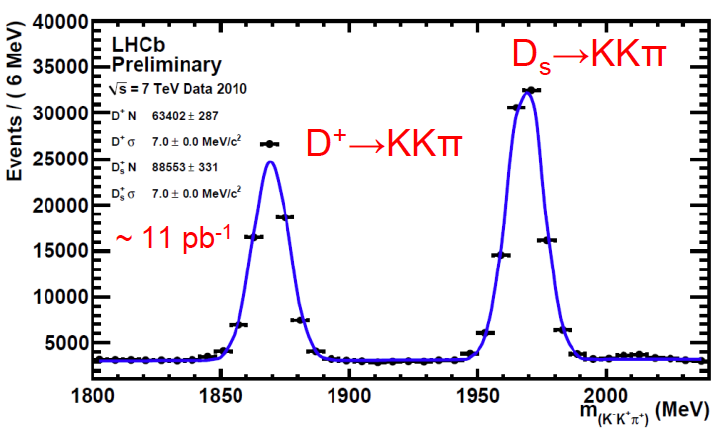 40000
35000
30000
25000
20000
15000
10000
5000
Events / ( 6 MeV)
LHCb
Preliminary
√s = 7 TeV Data 2010
D⁺ N 63402 ± 287
D⁺ σ 7.0 ± 0.0 MeV/c²
D⁺ₛ N 88553 ± 331
D⁺ₛ σ 7.0 ± 0.0 MeV/c²
~ 11 pb⁻¹
D⁺→KKπ
Dₛ→KKπ
1800 1850 1900 1950 2000
m(K⁻K⁺π⁺) (MeV)